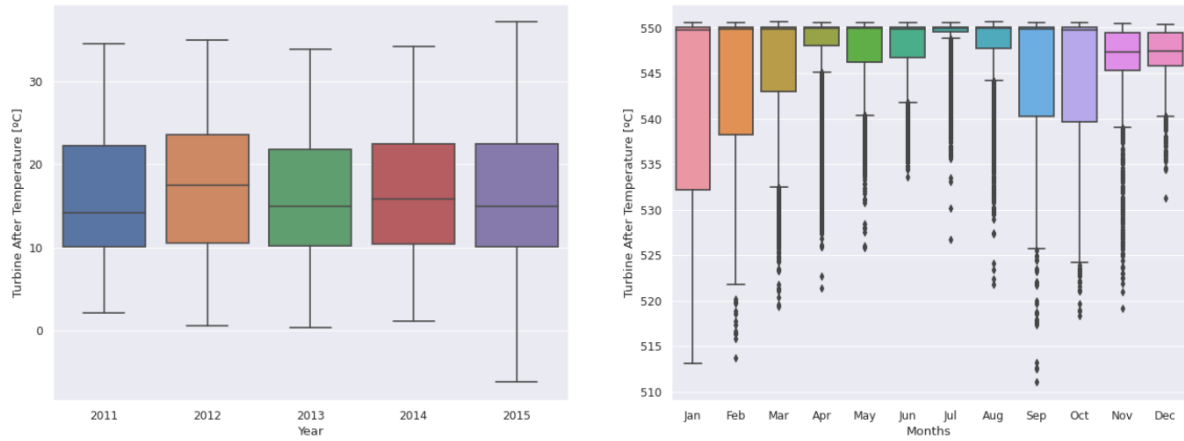 Turbine After Temperature [ºC]
30
20
10
0
2011 2012 2013 2014 2015
Year
Turbine After Temperature [ºC]
550
545
540
535
530
525
520
515
510
Jan Feb Mar Apr May Jun Jul Aug Sep Oct Nov Dec
Months